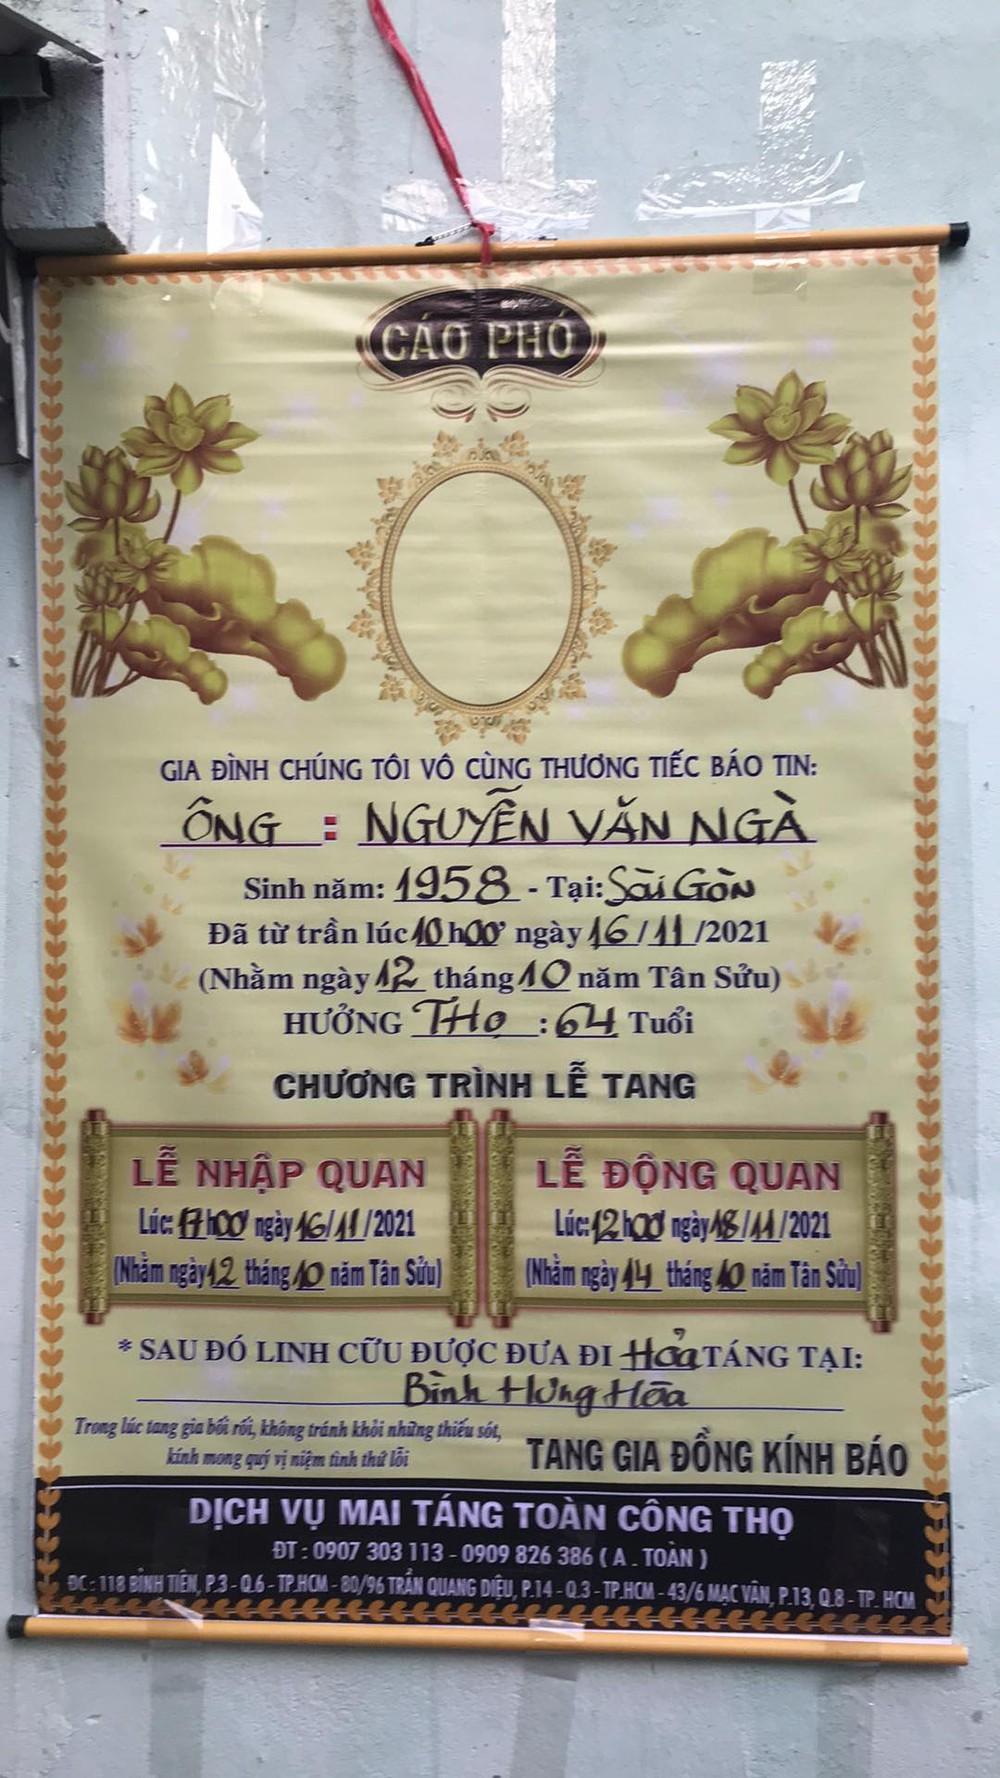 CÁO PHÓ
GIA ĐÌNH CHÚNG TÔI VÔ CÙNG THƯƠNG TIẾC BÁO TIN:
ÔNG : NGUYỄN VĂN NGÀ
Sinh năm: 1958 - Tại: Sài Gòn
Đã từ trần lúc 10 h00' ngày 16/11/2021
(Nhằm ngày 12 tháng 10 năm Tân Sửu)
HƯỞNG THỌ : 64 Tuổi
CHƯƠNG TRÌNH LỄ TANG
LỄ NHẬP QUAN
Lúc: 17h00' ngày 16/11/2021
(Nhằm ngày 12 tháng 10 năm Tân Sửu)
LỄ ĐỘNG QUAN
Lúc: 12h00' ngày 18/11/2021
(Nhằm ngày 14 tháng 10 năm Tân Sửu)
* SAU ĐÓ LINH CỮU ĐƯỢC ĐƯA ĐI Hỏa TÁNG TẠI:
Bình Hưng Hòa
Trong lúc tang gia bối rối, không tránh khỏi những thiếu sót,
kính mong quý vị niệm tình thứ lỗi
TANG GIA ĐỒNG KÍNH BÁO
DỊCH VỤ MAI TÁNG TOÀN CÔNG THỌ
ĐT : 0907 303 113 - 0909 826 386 ( A . TOÀN )
ĐC : 118 BÌNH TIÊN, P.3 - Q.6 - TP.HCM - 80/96 TRẦN QUANG DIỆU, P.14 - Q.3 - TP.HCM - 43/6 MẠC VÂN, P.13, Q.8 - TP. HCM